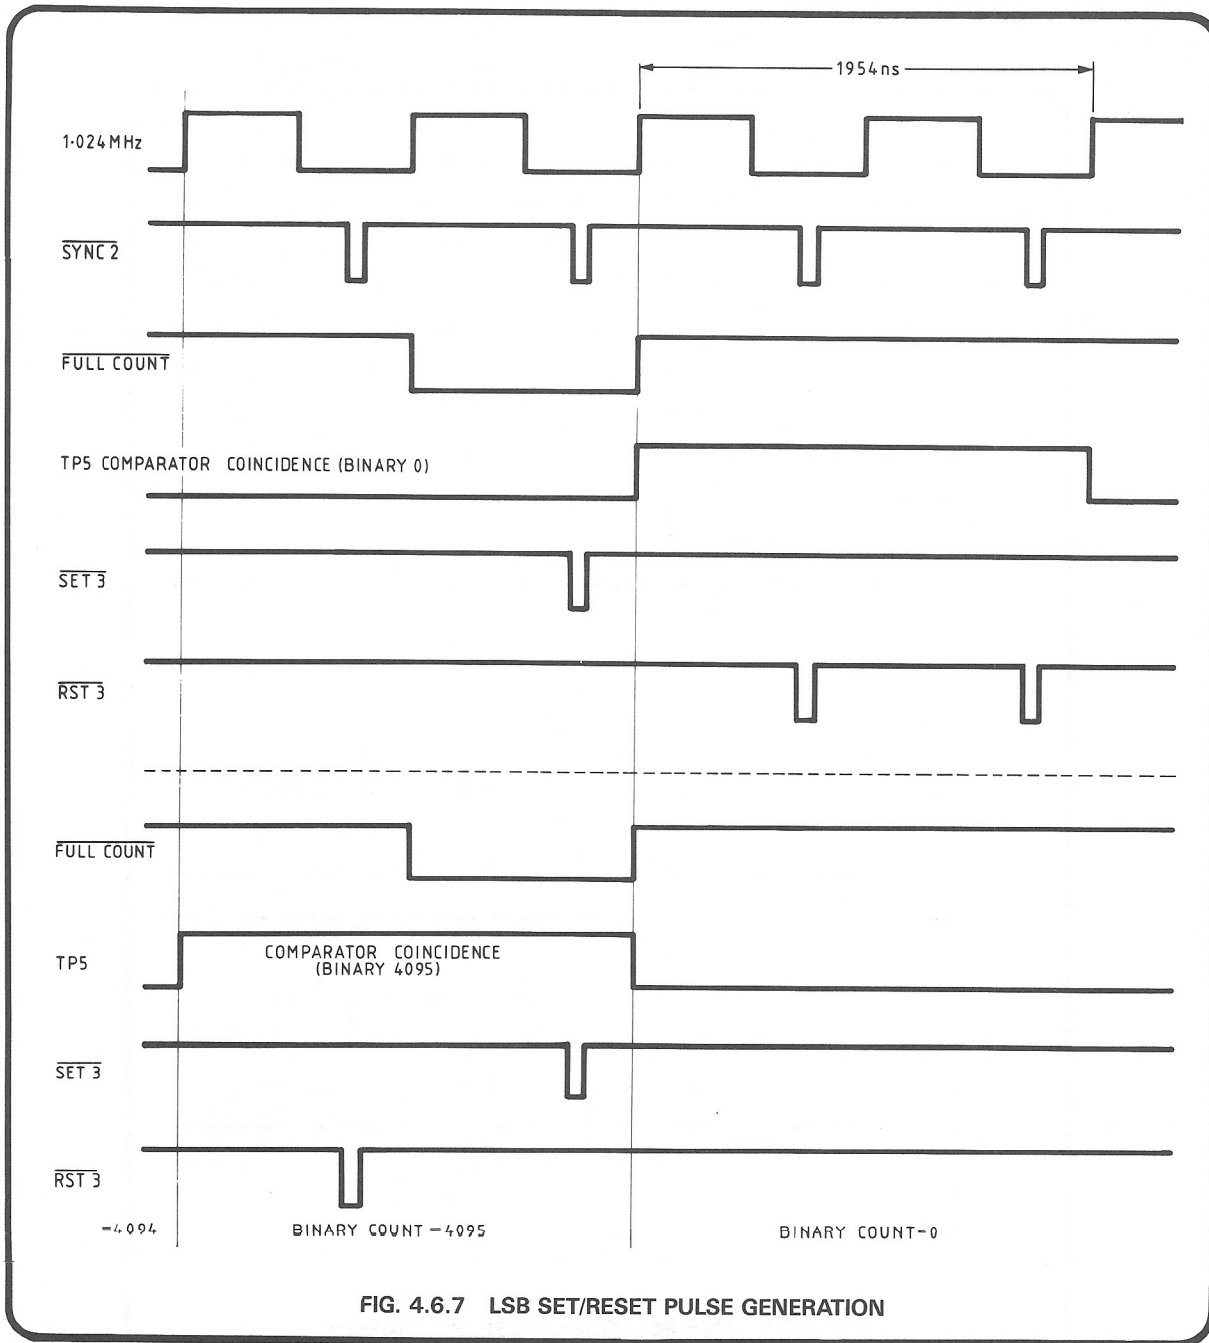 1954ns
1·024MHz
SYNC 2
FULL COUNT
TP5 COMPARATOR COINCIDENCE (BINARY 0)
SET 3
RST 3
FULL COUNT
TP5
COMPARATOR COINCIDENCE
(BINARY 4095)
SET 3
RST 3
-4094
BINARY COUNT -4095
BINARY COUNT-0
FIG. 4.6.7 LSB SET/RESET PULSE GENERATION